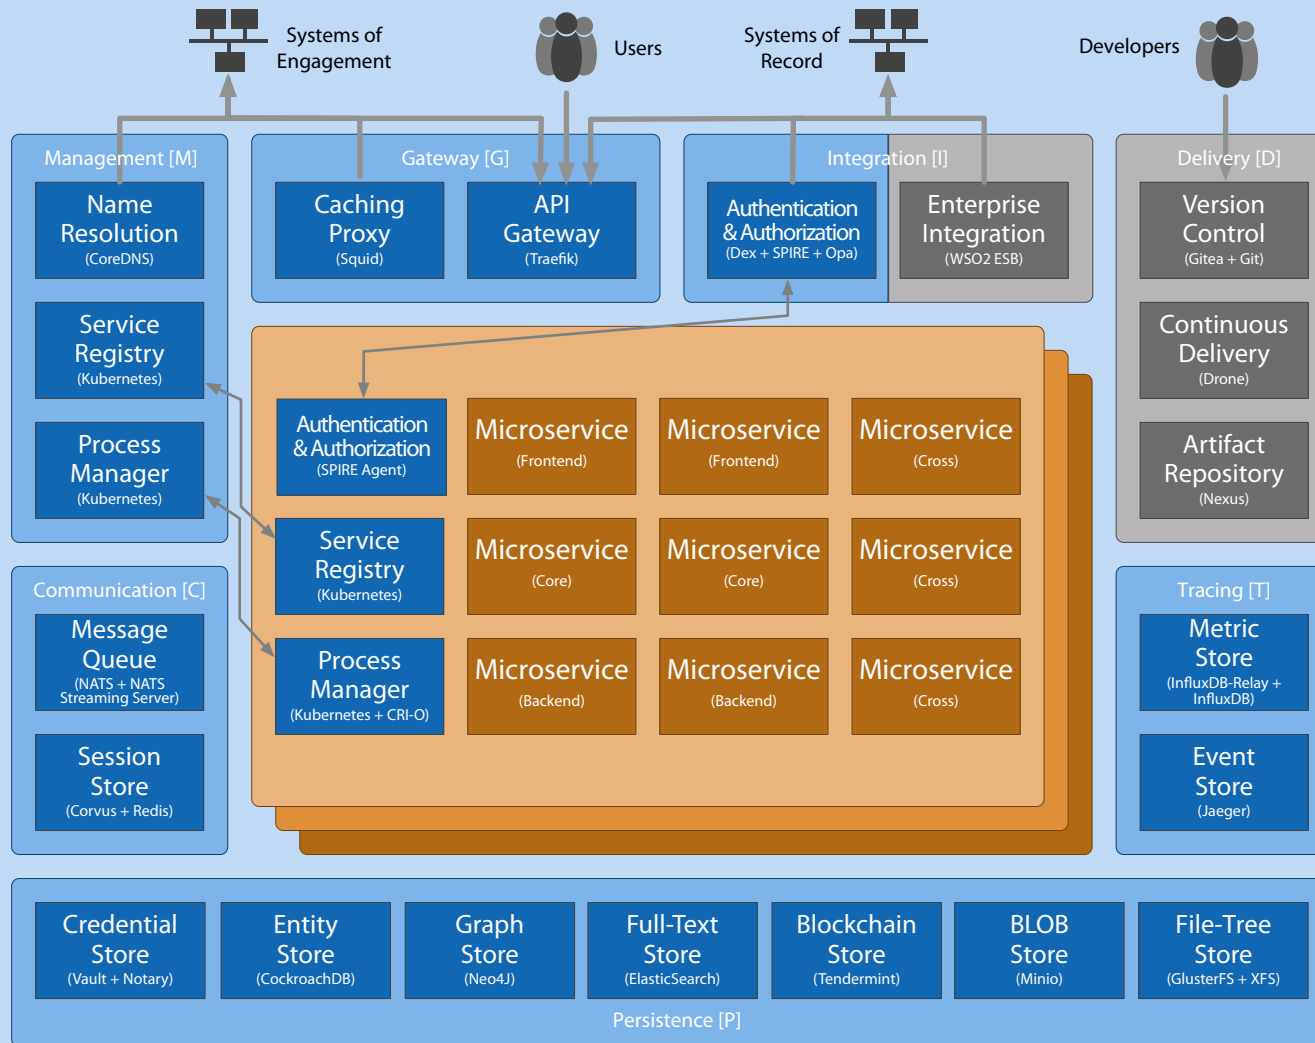 Systems of
Engagement
Users
Systems of
Record
Developers
Management [M]
Name
Resolution
(CoreDNS)
Service
Registry
(Kubernetes)
Process
Manager
(Kubernetes)
Gateway [G]
Caching
Proxy
(Squid)
API
Gateway
(Traefik)
Integration [I]
Authentication
& Authorization
(Dex + SPIRE + Opa)
Enterprise
Integration
(WSO2 ESB)
Delivery [D]
Version
Control
(Gitea + Git)
Continuous
Delivery
(Drone)
Artifact
Repository
(Nexus)
Authentication
& Authorization
(SPIRE Agent)
Microservice
(Frontend)
Microservice
(Frontend)
Microservice
(Cross)
Service
Registry
(Kubernetes)
Microservice
(Core)
Microservice
(Core)
Microservice
(Cross)
Process
Manager
(Kubernetes + CRI-O)
Microservice
(Backend)
Microservice
(Backend)
Microservice
(Cross)
Communication [C]
Message
Queue
(NATS + NATS
Streaming Server)
Session
Store
(Corvus + Redis)
Tracing [T]
Metric
Store
(InfluxDB-Relay +
InfluxDB)
Event
Store
(Jaeger)
Credential
Store
(Vault + Notary)
Entity
Store
(CockroachDB)
Graph
Store
(Neo4J)
Full-Text
Store
(ElasticSearch)
Blockchain
Store
(Tendermint)
BLOB
Store
(Minio)
File-Tree
Store
(GlusterFS + XFS)
Persistence [P]